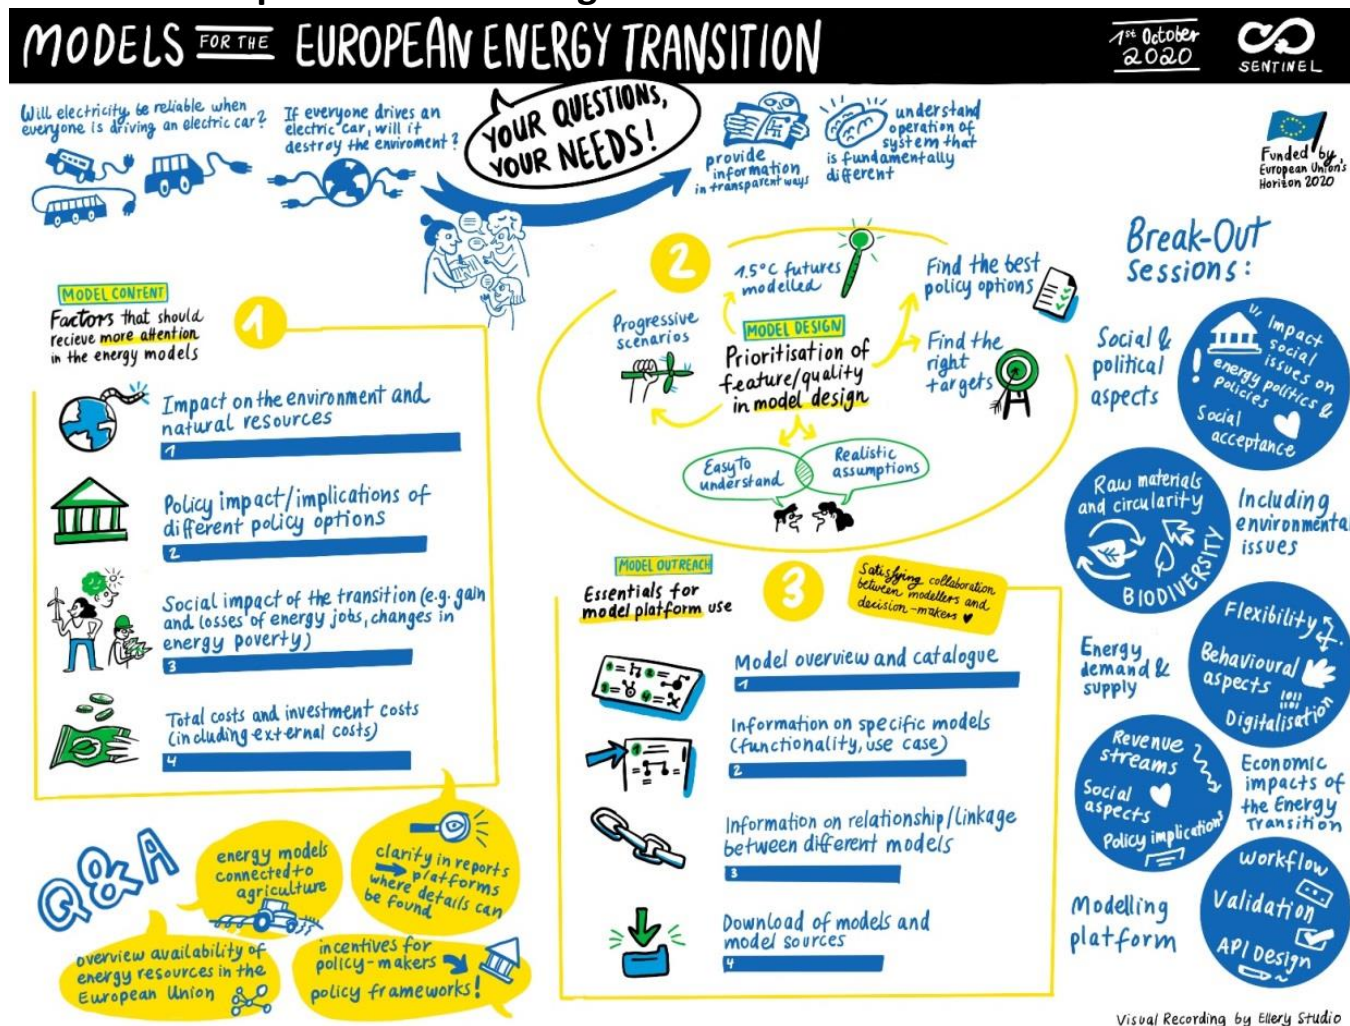 MODELS FOR THE EUROPEAN ENERGY TRANSITION
1st October
2020
SENTINEL
Will electricity be reliable when
everyone is driving an electric car?
If everyone drives an
electric car, will it
destroy the enviroment?
YOUR QUESTIONS,
YOUR NEEDS!
provide
information
in transparent ways
understand
operation of
system that
is fundamentally
different
Funded by
European Union's
Horizon 2020
MODEL CONTENT
Factors that should
recieve more attention
in the energy models
1
Impact on the environment and
natural resources
1
Policy impact/implications of
different policy options
2
Social impact of the transition (e.g. gain
and losses of energy jobs, changes in
energy poverty)
3
Total costs and investment costs
(including external costs)
4
2
1.5°C futures
modelled
Find the best
policy options
Progressive
scenarios
MODEL DESIGN
Prioritisation of
feature/quality
in model design
Find the
right
targets
Easy to
understand
Realistic
assumptions
MODEL OUTREACH
Essentials for
model platform use
3
Satisfying collaboration
between modellers and
decision-makers
Model overview and catalogue
1
Information on specific models
(functionality, use case)
2
Information on relationship/linkage
between different models
3
Download of models and
model sources
4
Q&A
energy models
connected to
agriculture
clarity in reports
platforms
where details can
be found
overview availability of
energy resources in the
European Union
incentives for
policy-makers
policy frameworks!
Break-Out
Sessions:
Social &
political
aspects
Impact
social
issues on
energy politics &
policies
Social
acceptance
Raw materials
and circularity
BIODIVERSITY
Including
environmental
issues
Energy
demand &
supply
Flexibility
Behavioural
aspects
Digitalisation
Revenue
streams
Social
aspects
Policy implications
Economic
impacts of
the Energy
Transition
Modelling
platform
Workflow
Validation
API Design
Visual Recording by Ellery Studio